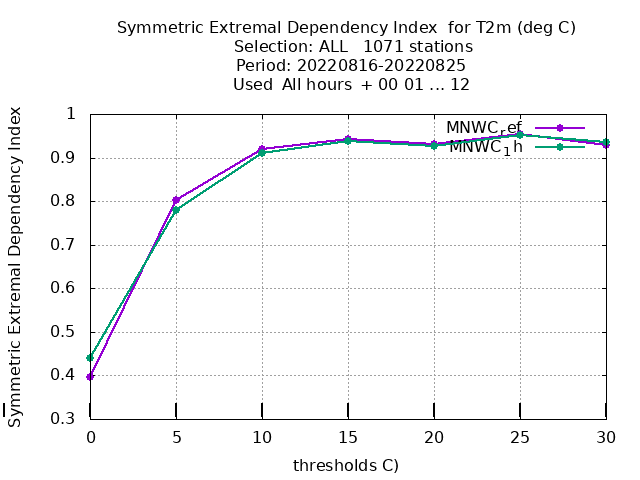 Symmetric Extremal Dependency Index  for T2m (deg C)
Selection: ALL   1071 stations
Period: 20220816-20220825
Used  All hours  + 00 01 ... 12
Symmetric Extremal Dependency Index
1
0.9
0.8
0.7
0.6
0.5
0.4
0.3
MNWC_ref
MNWC_1h
0 5 10 15 20 25 30
thresholds C)